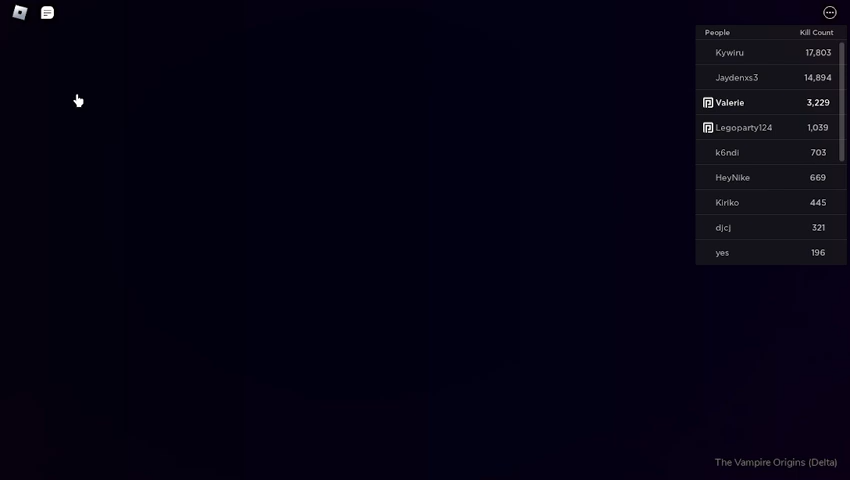 People Kill Count
Kywiru 17,803
Jaydenxs3 14,894
Valerie 3,229
Legoparty124 1,039
k6ndi 703
HeyNike 669
Kiriko 445
djcj 321
yes 196
The Vampire Origins (Delta)